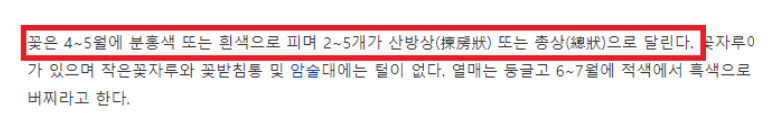 꽃은 4~5월에 분홍색 또는 흰색으로 피며 2~5개가 산방상(揀房狀) 또는 총상(總狀)으로 달린다. 꽃자루에
가 있으며 작은꽃자루와 꽃받침통 및 암술대에는 털이 없다. 열매는 둥글고 6~7월에 적색에서 흑색으로
버찌라고 한다.